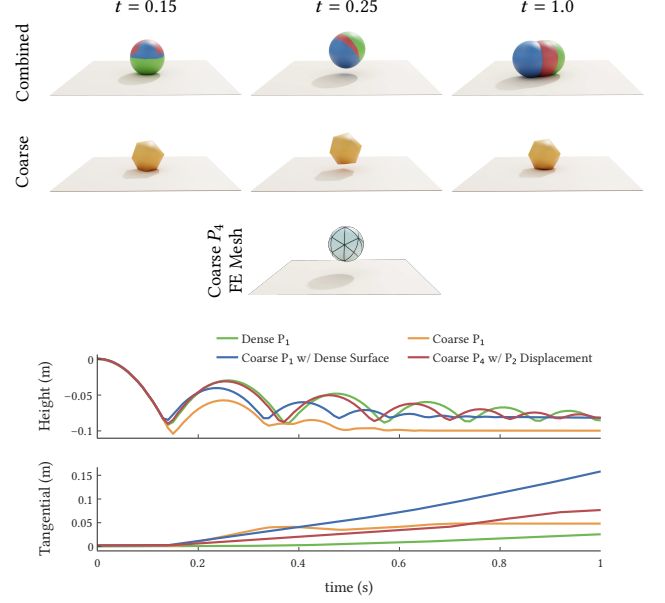 t = 0.15 t = 0.25 t = 1.0
Combined
Coarse
Coarse P₄
FE Mesh
Dense P₁ Coarse P₁
Coarse P₁ w/ Dense Surface Coarse P₄ w/ P₂ Displacement
Height (m)
0
−0.05
−0.1
Tangential (m)
0.15
0.1
0.05
0
0 0.2 0.4 0.6 0.8 1
time (s)